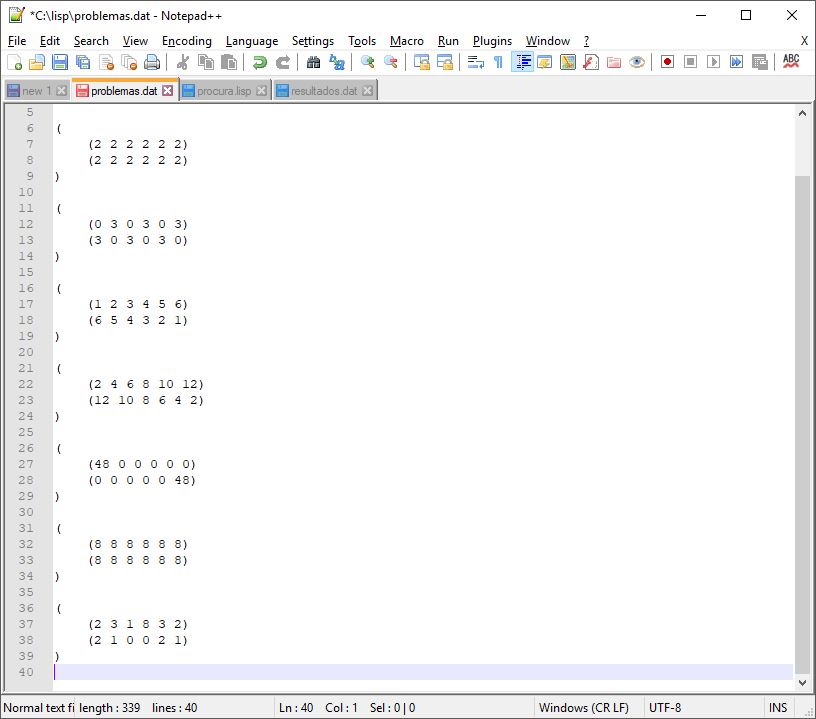 *C:\lisp\problemas.dat - Notepad++
File Edit Search View Encoding Language Settings Tools Macro Run Plugins Window ? X
ABC
new 1 problemas.dat procura.lisp resultados.dat
5
6 (
7 (2 2 2 2 2 2)
8 (2 2 2 2 2 2)
9 )
10
11 (
12 (0 3 0 3 0 3)
13 (3 0 3 0 3 0)
14 )
15
16 (
17 (1 2 3 4 5 6)
18 (6 5 4 3 2 1)
19 )
20
21 (
22 (2 4 6 8 10 12)
23 (12 10 8 6 4 2)
24 )
25
26 (
27 (48 0 0 0 0 0)
28 (0 0 0 0 0 48)
29 )
30
31 (
32 (8 8 8 8 8 8)
33 (8 8 8 8 8 8)
34 )
35
36 (
37 (2 3 1 8 3 2)
38 (2 1 0 0 2 1)
39 )
40
Normal text fi length : 339 lines : 40 Ln : 40 Col : 1 Sel : 0 | 0 Windows (CR LF) UTF-8 INS